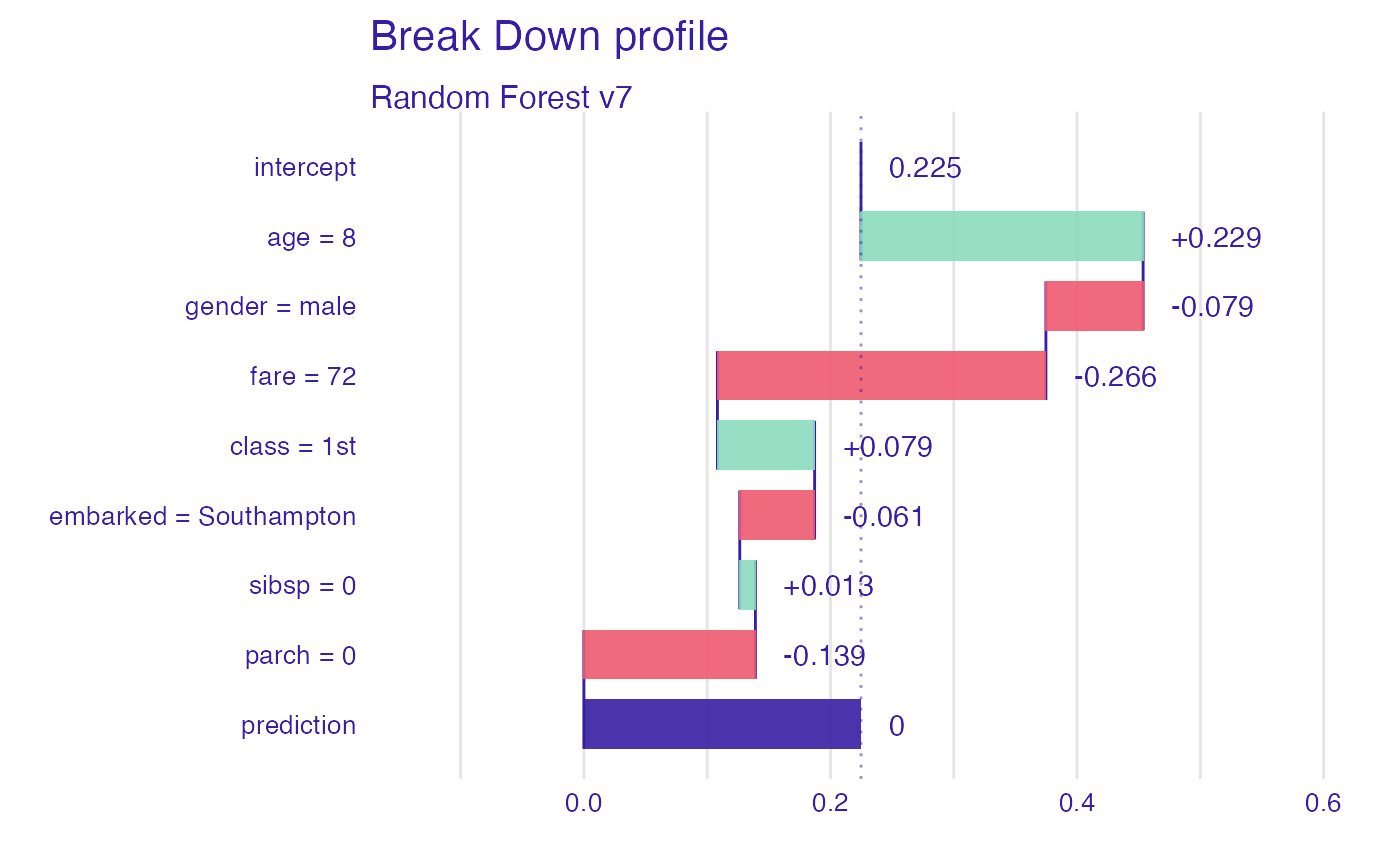 Break Down profile
Random Forest v7
intercept 0.225
age = 8 +0.229
gender = male -0.079
fare = 72 -0.266
class = 1st +0.079
embarked = Southampton -0.061
sibsp = 0 +0.013
parch = 0 -0.139
prediction 0
0.0 0.2 0.4 0.6